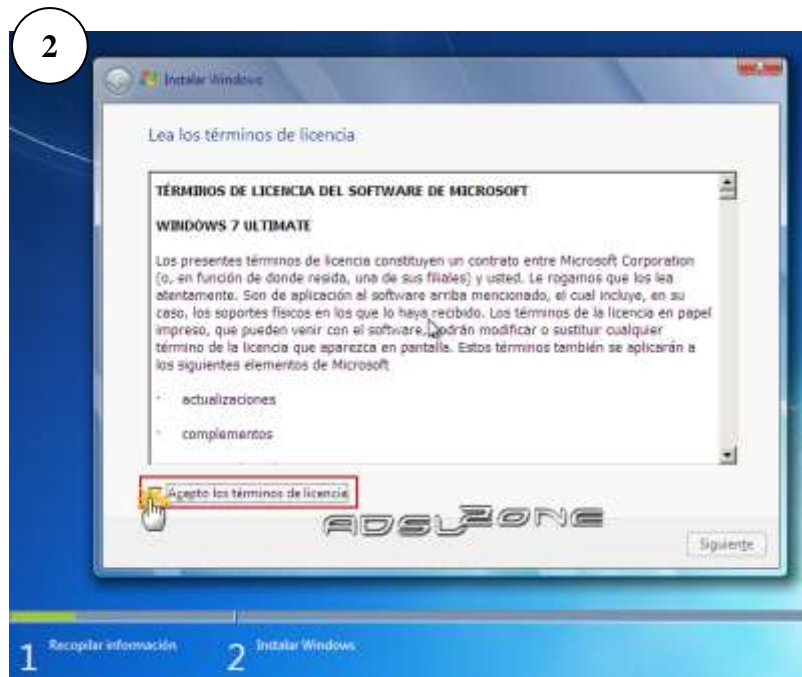 2
Instalar Windows
Lea los términos de licencia
TÉRMINOS DE LICENCIA DEL SOFTWARE DE MICROSOFT
WINDOWS 7 ULTIMATE
Los presentes términos de licencia constituyen un contrato entre Microsoft Corporation
(o, en función de donde resida, una de sus filiales) y usted. Le rogamos que los lea
atentamente. Son de aplicación al software arriba mencionado, el cual incluye, en su
caso, los soportes físicos en los que lo haya recibido. Los términos de la licencia en papel
impreso, que pueden venir con el software, podrán modificar o sustituir cualquier
término de la licencia que aparezca en pantalla. Estos términos también se aplicarán a
los siguientes elementos de Microsoft
· actualizaciones
· complementos
Acepto los términos de licencia
ADSLZONE
Siguiente
1 Recopilar información
2 Instalar Windows